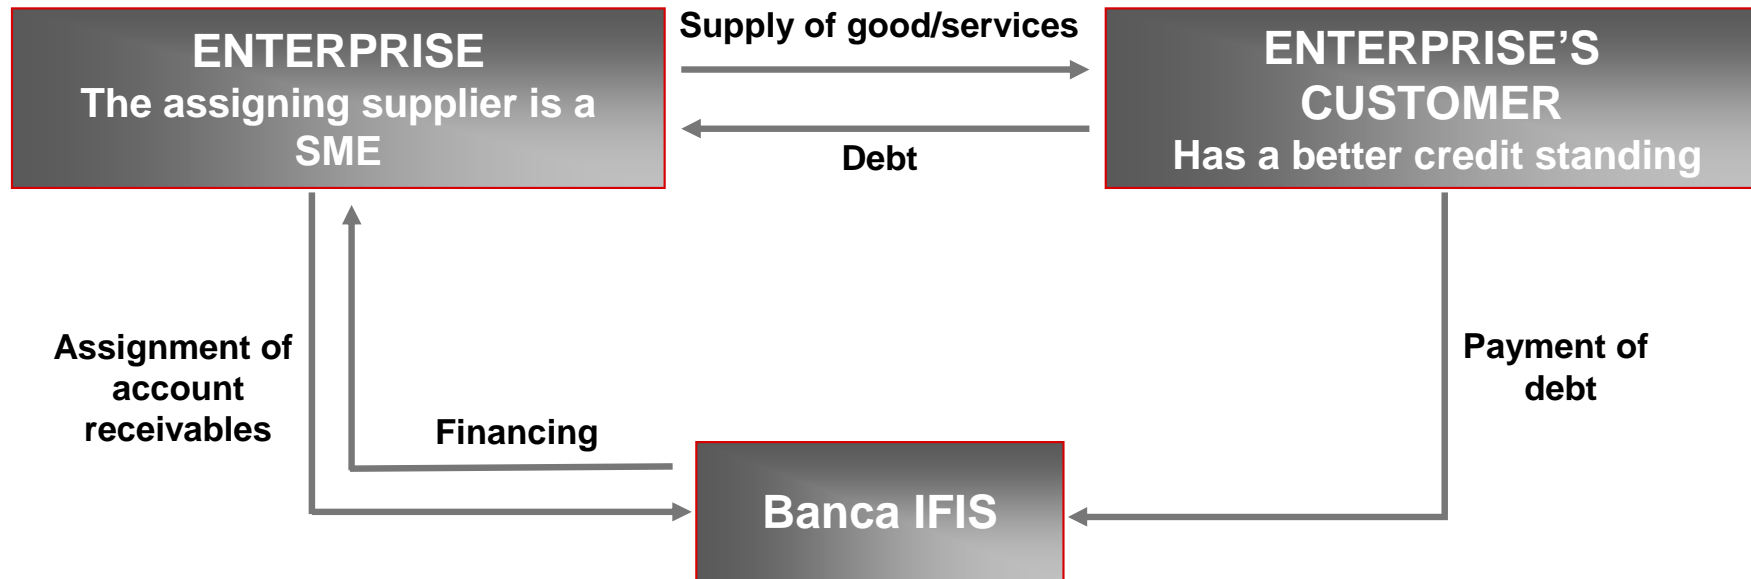 ENTERPRISE
The assigning supplier is a
SME
Supply of good/services
Debt
ENTERPRISE’S
CUSTOMER
Has a better credit standing
Assignment of
account
receivables
Financing
Payment of
debt
Banca IFIS